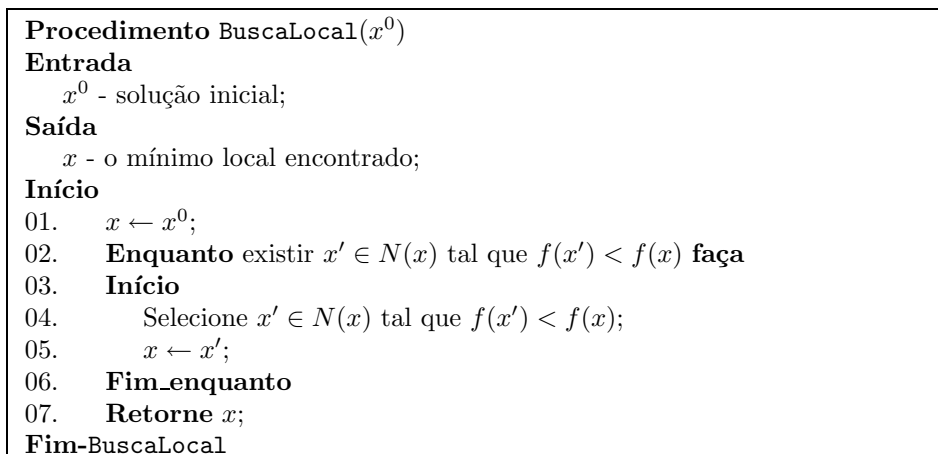 Procedimento BuscaLocal(x⁰)
Entrada
x⁰ - solução inicial;
Saída
x - o mínimo local encontrado;
Início
01. x ← x⁰;
02. Enquanto existir x′ ∈ N(x) tal que f(x′) < f(x) faça
03. Início
04. Selecione x′ ∈ N(x) tal que f(x′) < f(x);
05. x ← x′;
06. Fim_enquanto
07. Retorne x;
Fim-BuscaLocal